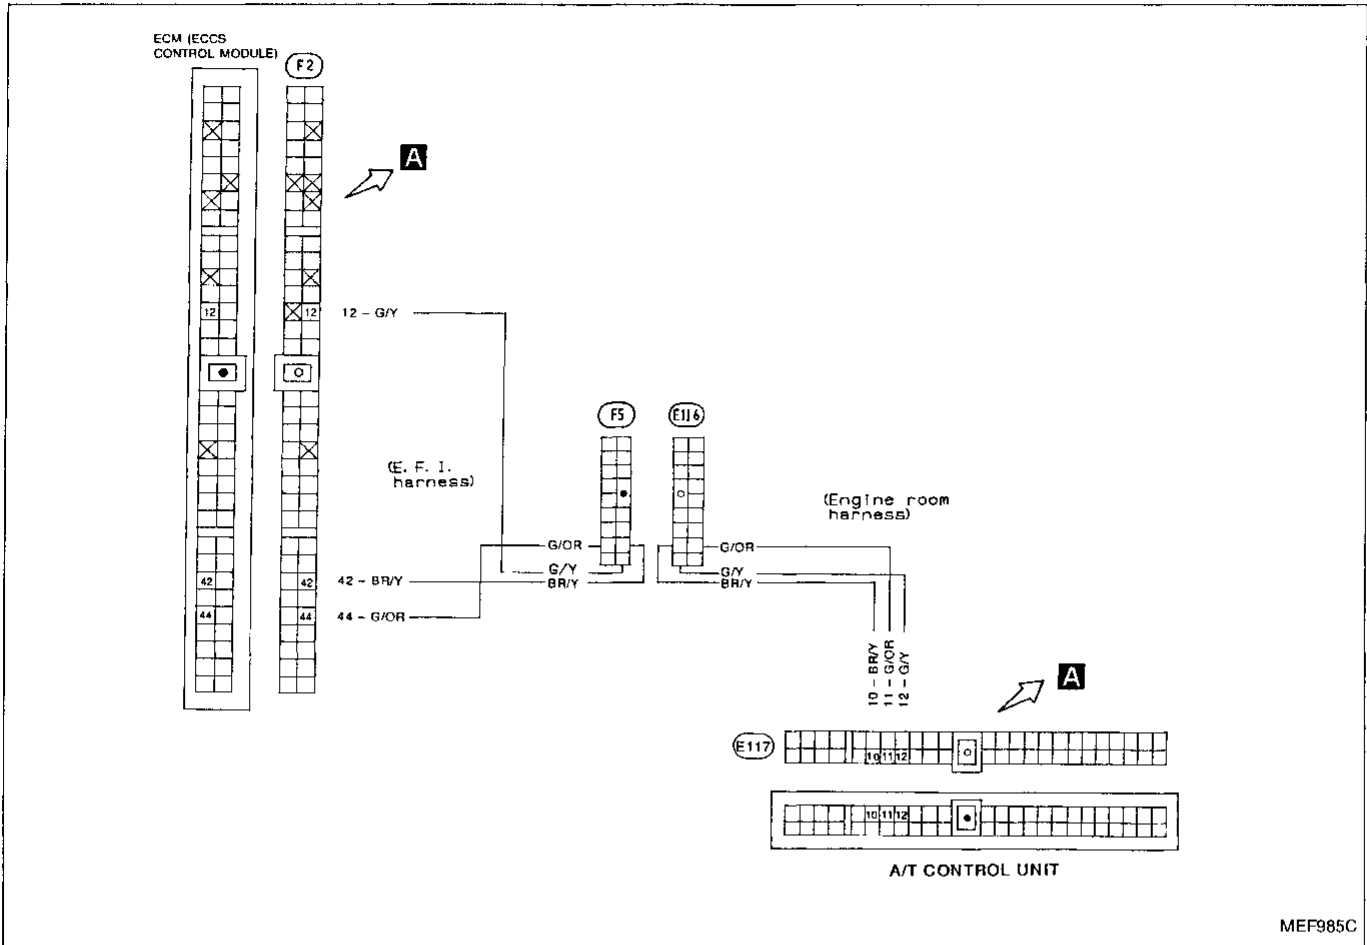 ECM (ECCS
CONTROL MODULE)
F2
A
12
12
12 – G/Y
F5
E116
(E. F. I.
harness)
(Engine room
harness)
G/OR
G/Y
BR/Y
G/OR
G/Y
BR/Y
42
42
42 – BR/Y
44
44
44 – G/OR
10 – BR/Y
11 – G/OR
12 – G/Y
A
E117
10 11 12
10 11 12
A/T CONTROL UNIT
MEF985C